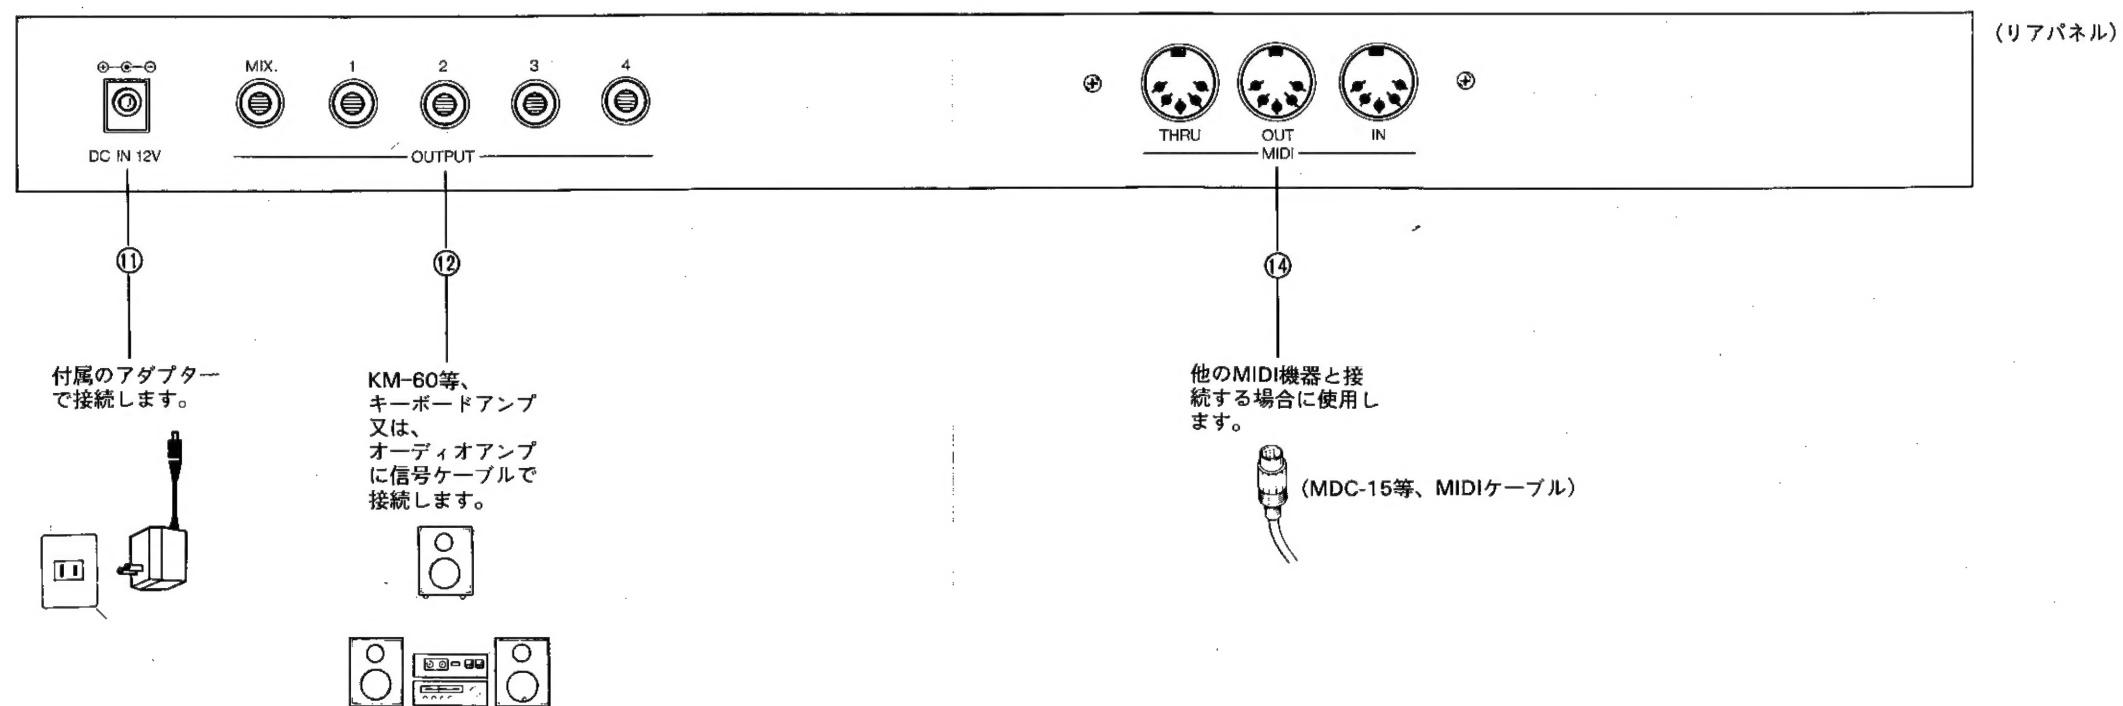 （リアパネル）
MIX. 1 2 3 4
DC IN 12V
OUTPUT
THRU OUT IN
MIDI
⑪
⑫
⑭
付属のアダプター
で接続します。
KM-60等、
キーボードアンプ
又は、
オーディオアンプ
に信号ケーブルで
接続します。
他のMIDI機器と接
続する場合に使用し
ます。
（MDC-15等、MIDIケーブル）